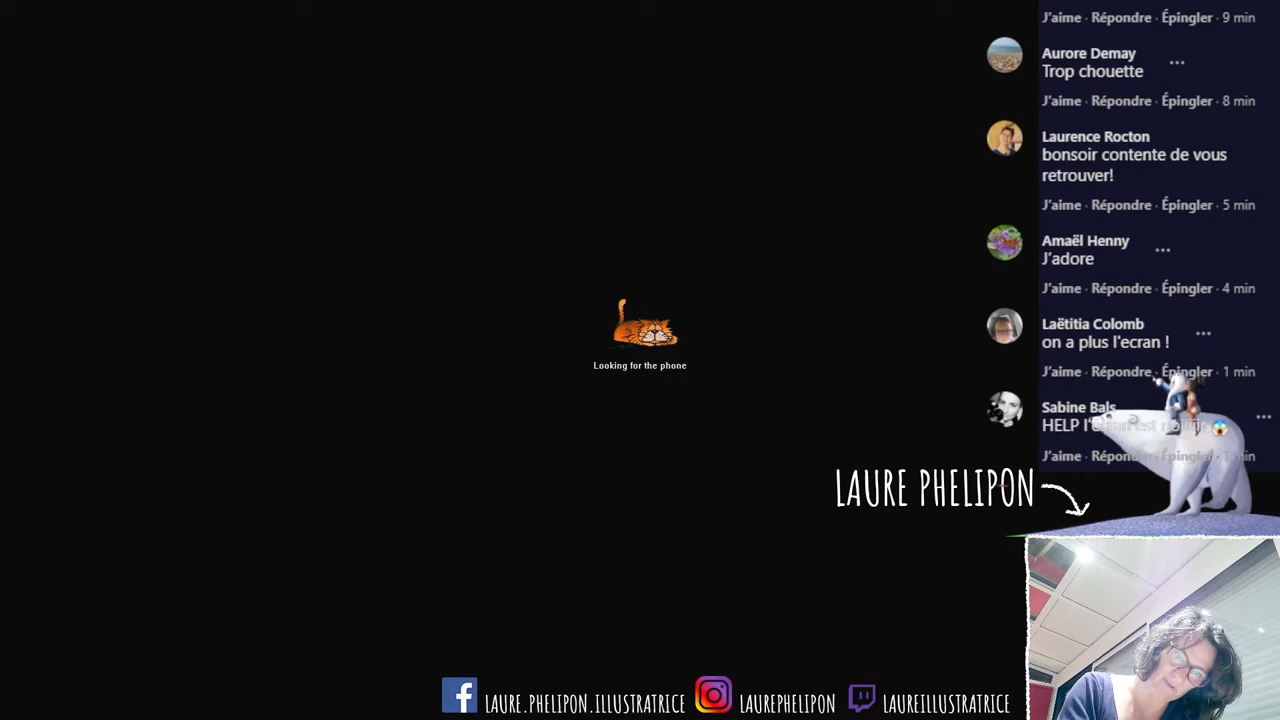 J'aime · Répondre · Épingler · 9 min
Aurore Demay
Trop chouette
J'aime · Répondre · Épingler · 8 min
Laurence Rocton
bonsoir contente de vous
retrouver!
J'aime · Répondre · Épingler · 5 min
Amaël Henny
J'adore
J'aime · Répondre · Épingler · 4 min
Laëtitia Colomb
on a plus l'ecran !
J'aime · Répondre · Épingler · 1 min
Sabine Bals
HELP
J'aime · min
Looking for the phone
LAURE PHELIPON
LAURE.PHELIPON.ILLUSTRATRICE LAUREPHELIPON LAUREILLUSTRATRICE